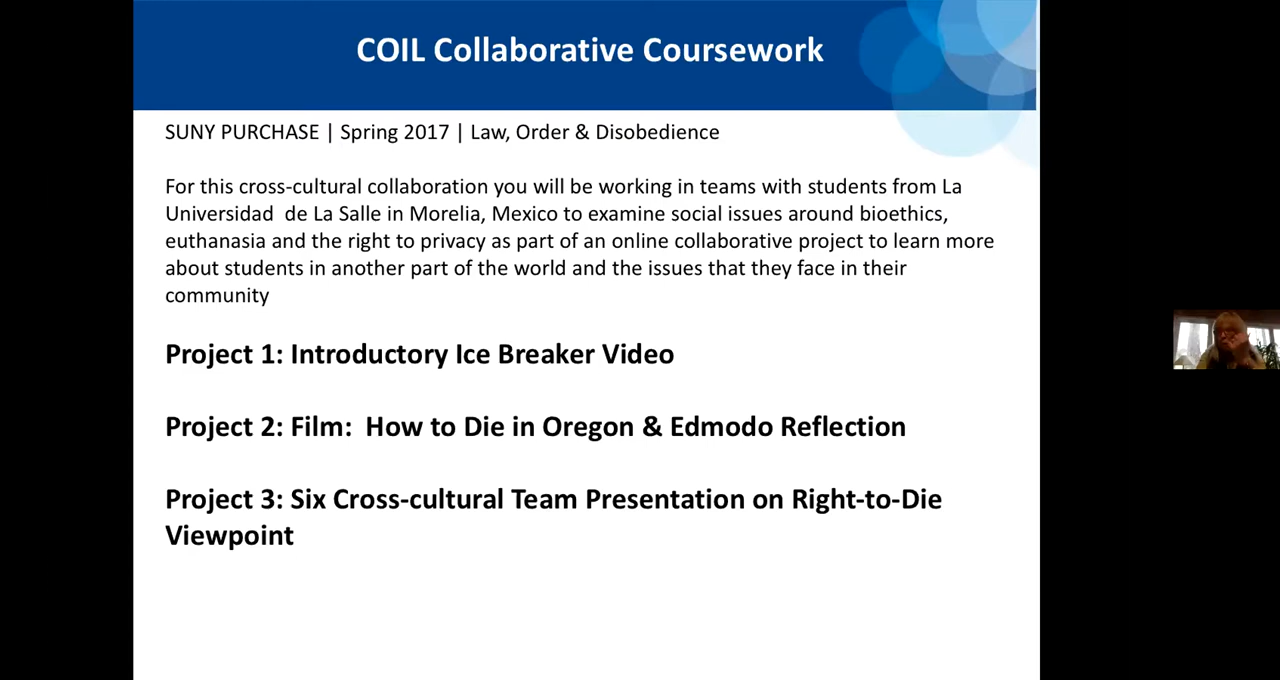 COIL Collaborative Coursework
SUNY PURCHASE | Spring 2017 | Law, Order & Disobedience
For this cross-cultural collaboration you will be working in teams with students from La
Universidad  de La Salle in Morelia, Mexico to examine social issues around bioethics,
euthanasia and the right to privacy as part of an online collaborative project to learn more
about students in another part of the world and the issues that they face in their
community
Project 1: Introductory Ice Breaker Video
Project 2: Film:  How to Die in Oregon & Edmodo Reflection
Project 3: Six Cross-cultural Team Presentation on Right-to-Die
Viewpoint